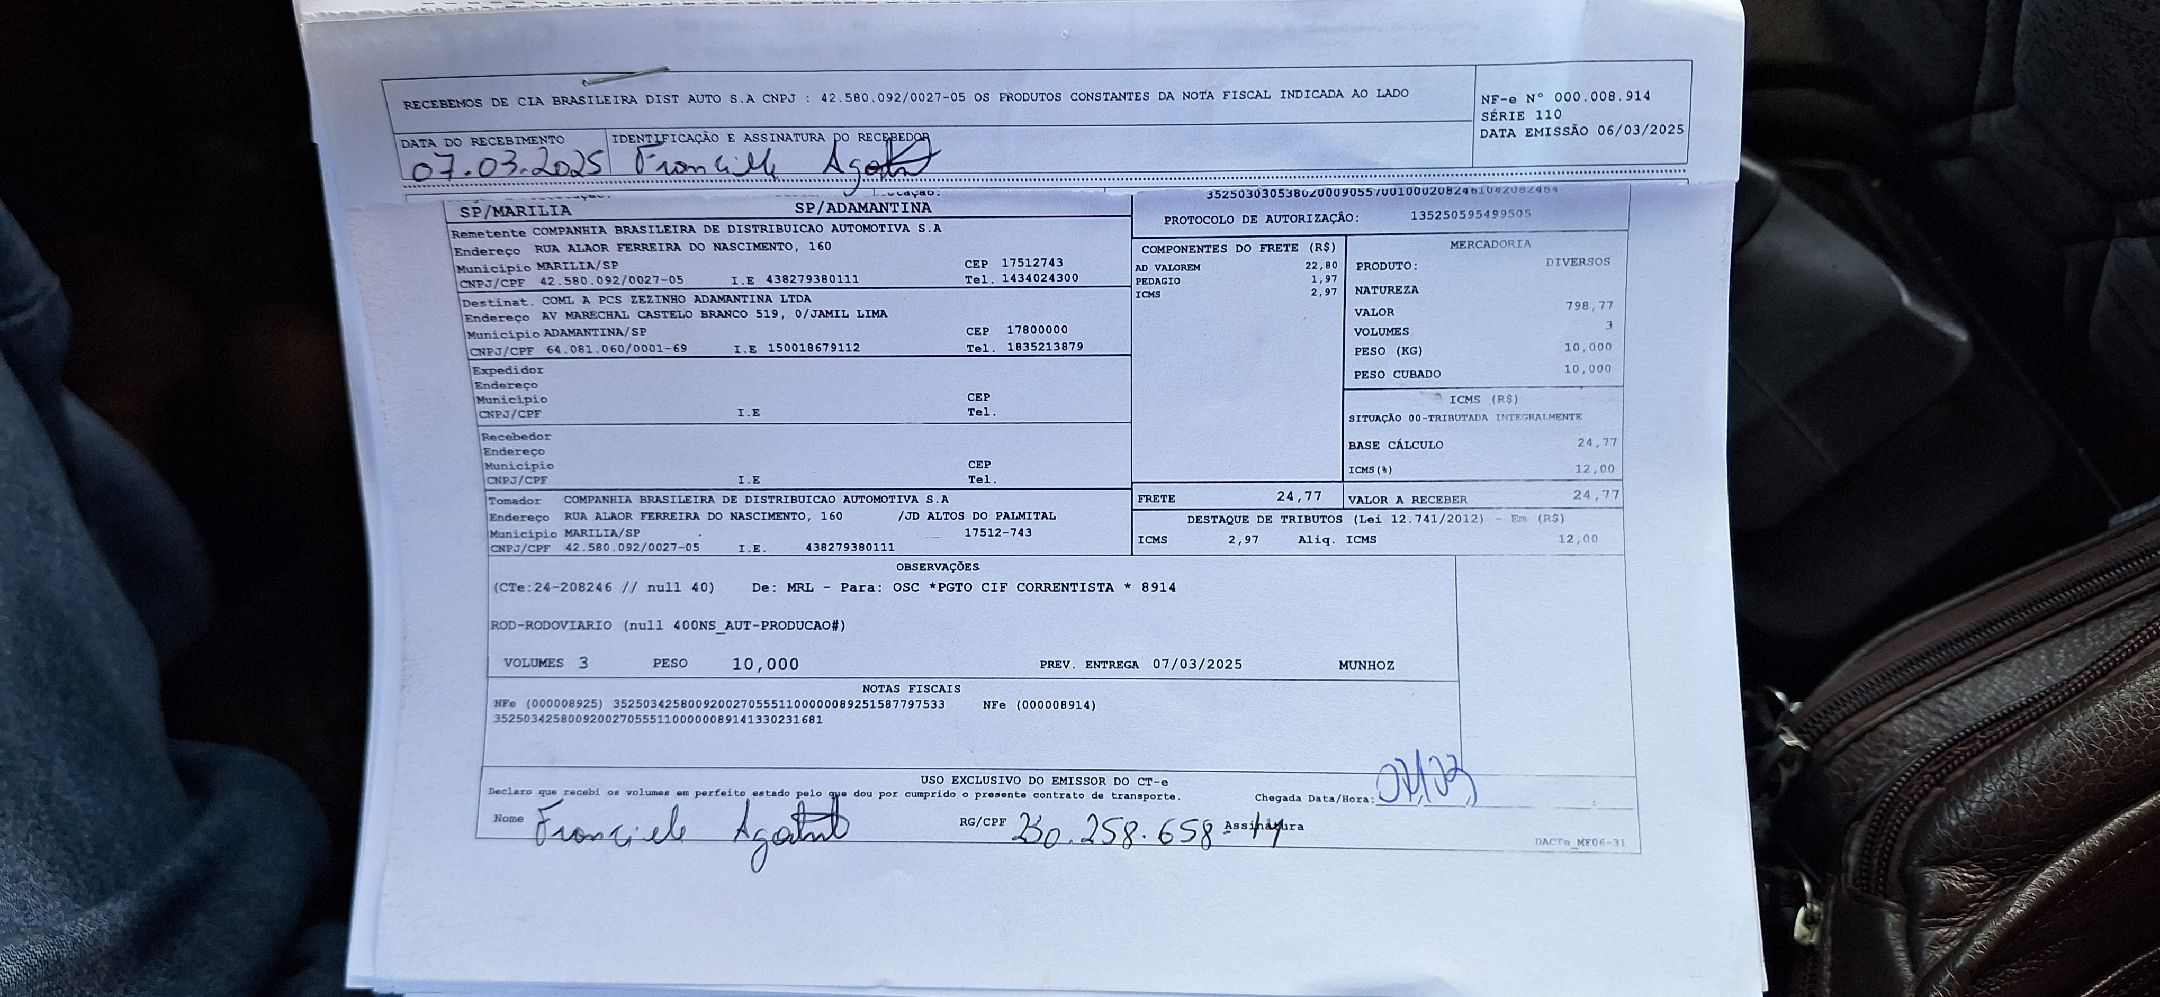 RECEBEMOS DE CIA BRASILEIRA DIST AUTO S.A CNPJ : 42.580.092/0027-05 OS PRODUTOS CONSTANTES DA NOTA FISCAL INDICADA AO LADO
NF-e N° 000.008.914
SÉRIE 110
DATA EMISSÃO 06/03/2025
DATA DO RECEBIMENTO
IDENTIFICAÇÃO E ASSINATURA DO RECEBEDOR
07.03.2025
SP/MARILIA SP/ADAMANTINA
PROTOCOLO DE AUTORIZAÇÃO: 135250595499505
Remetente COMPANHIA BRASILEIRA DE DISTRIBUICAO AUTOMOTIVA S.A
Endereço RUA ALAOR FERREIRA DO NASCIMENTO, 160
Município MARILIA/SP CEP 17512743
CNPJ/CPF 42.580.092/0027-05 I.E 438279380111 Tel. 1434024300
Destinat. COML A PCS ZEZINHO ADAMANTINA LTDA
Endereço AV MARECHAL CASTELO BRANCO 519, 0/JAMIL LIMA
Município ADAMANTINA/SP CEP 17800000
CNPJ/CPF 64.081.060/0001-69 I.E 150018679112 Tel. 1835213879
Expedidor
Endereço
Município CEP
CNPJ/CPF I.E Tel.
Recebedor
Endereço
Município CEP
CNPJ/CPF I.E Tel.
Tomador COMPANHIA BRASILEIRA DE DISTRIBUICAO AUTOMOTIVA S.A
Endereço RUA ALAOR FERREIRA DO NASCIMENTO, 160 /JD ALTOS DO PALMITAL
Município MARILIA/SP 17512-743
CNPJ/CPF 42.580.092/0027-05 I.E. 438279380111
COMPONENTES DO FRETE (R$)
AD VALOREM 22,80
PEDAGIO 1,97
ICMS 2,97
MERCADORIA
PRODUTO: DIVERSOS
NATUREZA
VALOR 798,77
VOLUMES 3
PESO (KG) 10,000
PESO CUBADO 10,000
ICMS (R$)
SITUAÇÃO 00-TRIBUTADA INTEGRALMENTE
BASE CÁLCULO 24,77
ICMS(%) 12,00
FRETE 24,77 VALOR A RECEBER 24,77
DESTAQUE DE TRIBUTOS (Lei 12.741/2012) - Em (R$)
ICMS 2,97 Aliq. ICMS 12,00
OBSERVAÇÕES
(CTe:24-208246 // null 40) De: MRL - Para: OSC *PGTO CIF CORRENTISTA * 8914
ROD-RODOVIARIO (null 400NS_AUT-PRODUCAO#)
VOLUMES 3 PESO 10,000 PREV. ENTREGA 07/03/2025 MUNHOZ
NOTAS FISCAIS
NFe (000008925) 35250342580092002705551100000089251587797533 NFe (000008914)
35250342580092002705551100000089141330231681
USO EXCLUSIVO DO EMISSOR DO CT-e
Declaro que recebi os volumes em perfeito estado pelo que dou por cumprido o presente contrato de transporte.
Chegada Data/Hora: 07/03
Nome RG/CPF Assinatura
DACTe_MF06-31